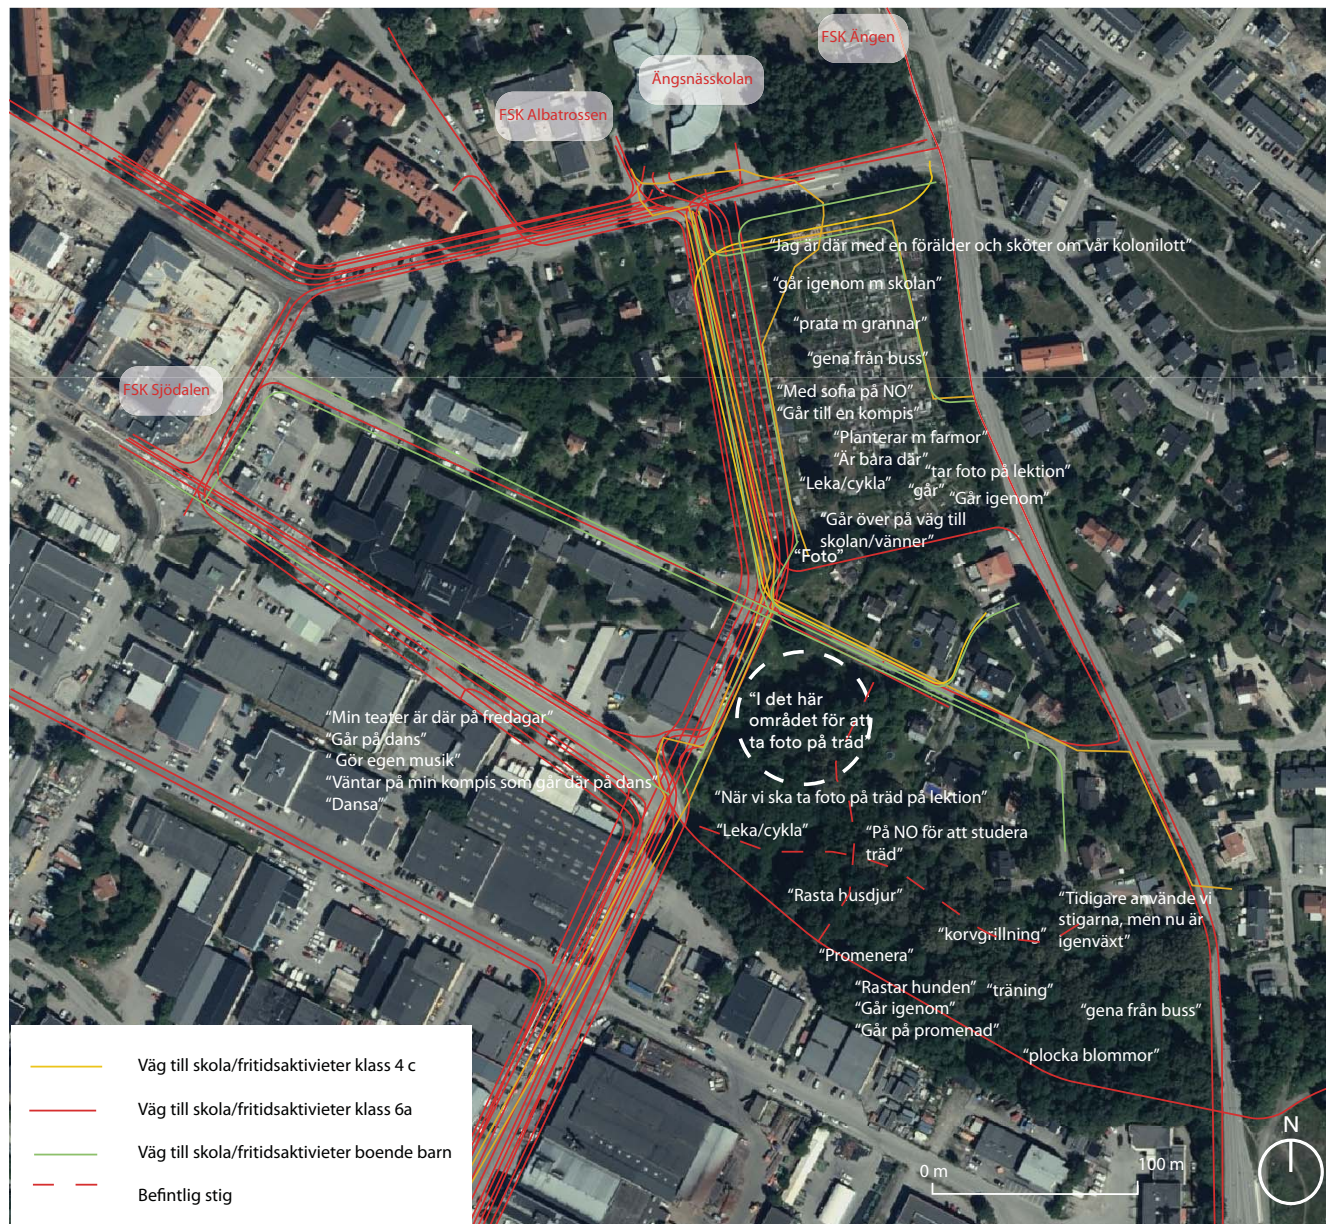 FSK Ängen
Ängsnässkolan
FSK Albatrossen
“Jag är där med en förälder och sköter om vår kolonilott”
“går igenom m skolan”
“prata m grannar”
“gena från buss”
FSK Sjödalen
“Med sofia på NO”
“Går till en kompis”
“Planterar m farmor”
“Är bara där”
“tar foto på lektion”
“Leka/cykla”
“går”
“Går igenom”
“Går över på väg till
skolan/vänner”
“Foto”
“I det här
området för att
ta foto på träd”
“Min teater är där på fredagar”
“Går på dans”
“ Gör egen musik”
“Väntar på min kompis som går där på dans”
“Dansa”
“När vi ska ta foto på träd på lektion”
“Leka/cykla”
“På NO för att studera
träd”
“Rasta husdjur”
“Tidigare använde vi
stigarna, men nu är
igenväxt”
“korvgrillning”
“Promenera”
“Rastar hunden”
“träning”
“Går igenom”
“Går på promenad”
“gena från buss”
“plocka blommor”
Väg till skola/fritidsaktivieter klass 4 c
Väg till skola/fritidsaktivieter klass 6a
Väg till skola/fritidsaktivieter boende barn
Befintlig stig
0 m
100 m
N